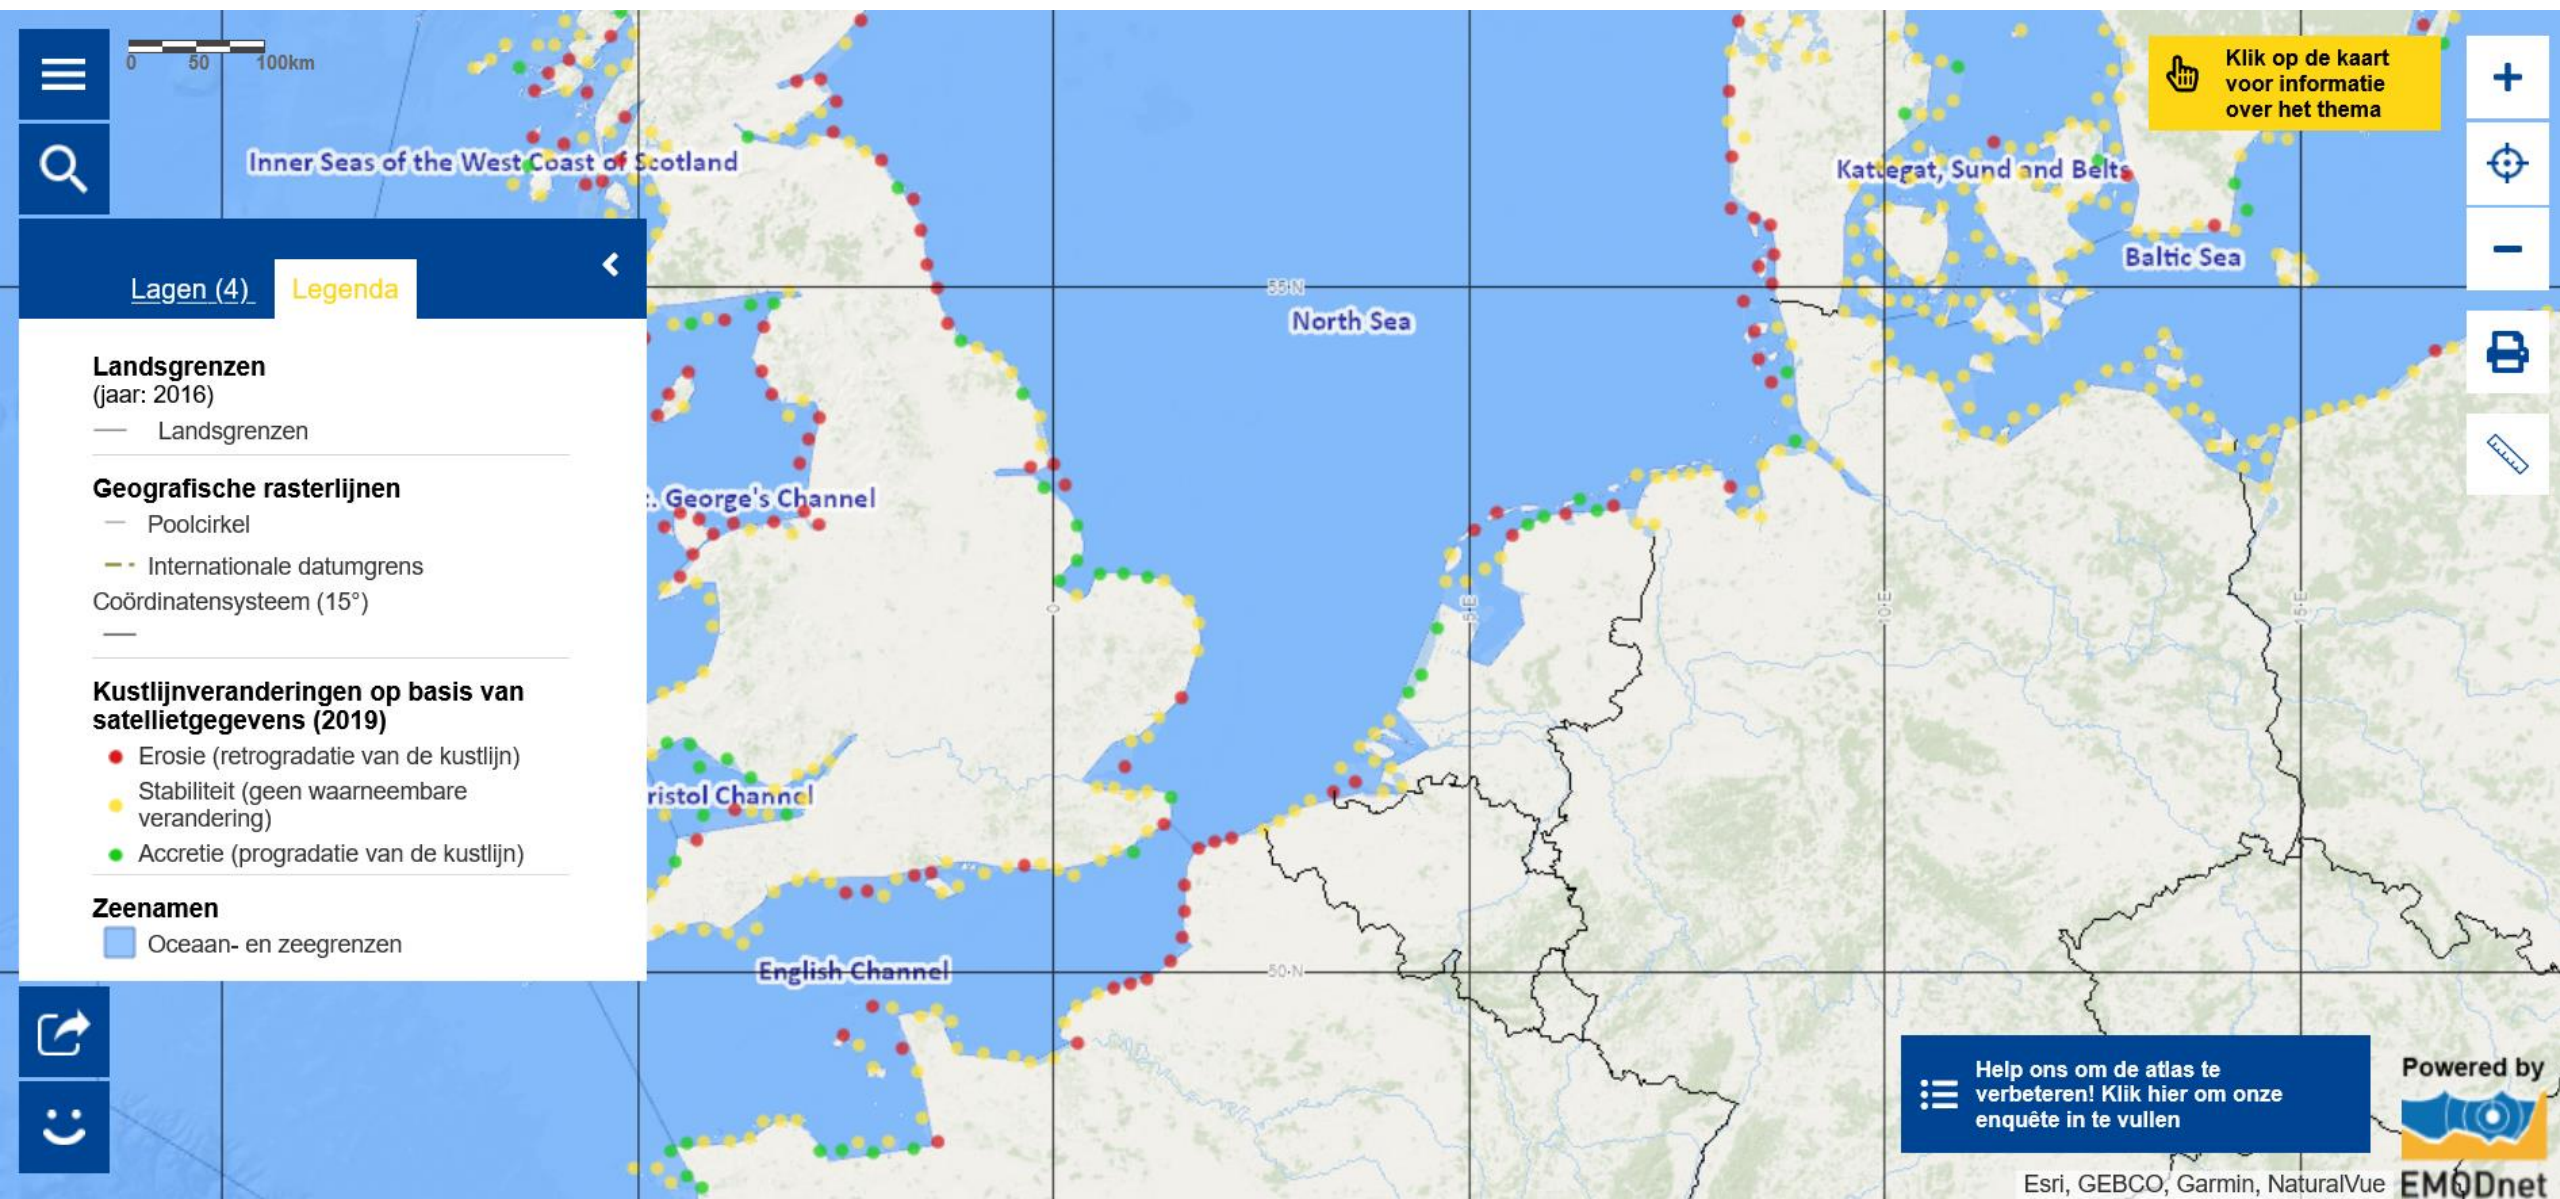 0 50 100km
Klik op de kaart
voor informatie
over het thema
Inner Seas of the West Coast of Scotland
Kattegat, Sund and Belts
Baltic Sea
55 N
North Sea
Lagen (4) Legenda
Landsgrenzen
(jaar: 2016)
Landsgrenzen
Geografische rasterlijnen
Poolcirkel
Internationale datumgrens
Coördinatensysteem (15°)
Kustlijnveranderingen op basis van
satellietgegevens (2019)
Erosie (retrogradatie van de kustlijn)
Stabiliteit (geen waarneembare
verandering)
Accretie (progradatie van de kustlijn)
Zeenamen
Oceaan- en zeegrenzen
. George's Channel
0
5 E
ristol Channel
English Channel
50 N
Help ons om de atlas te
verbeteren! Klik hier om onze
enquête in te vullen
Powered by
EMODnet
Esri, GEBCO, Garmin, NaturalVue